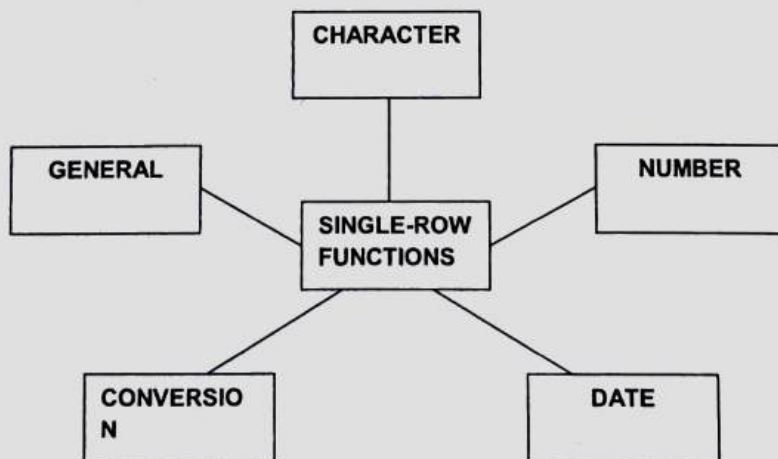 CHARACTER
GENERAL
NUMBER
SINGLE-ROW
FUNCTIONS
CONVERSIO
N
DATE